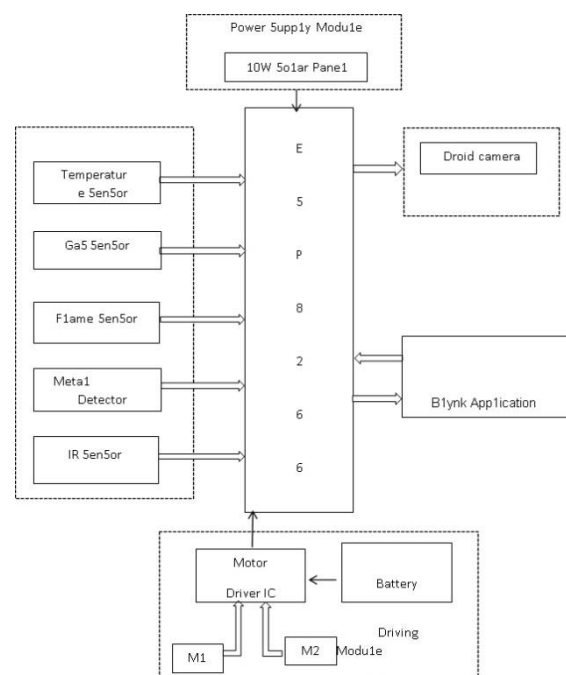 Power 5upp1y Modu1e
10W 5o1ar Pane1
E
5
P
8
2
6
6
Temperatur
e 5en5or
Ga5 5en5or
F1ame 5en5or
Meta1
Detector
IR 5en5or
Droid camera
B1ynk App1ication
Motor
Driver IC
Battery
Driving
Modu1e
M1
M2